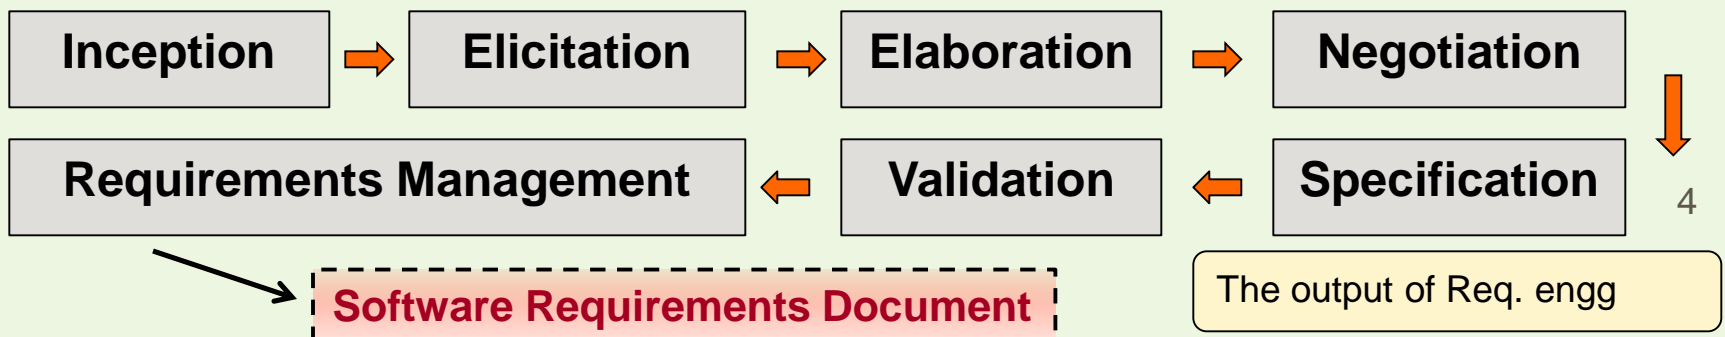 Inception
Elicitation
Elaboration
Negotiation
Requirements Management
Validation
Specification
4
Software Requirements Document
The output of Req. engg